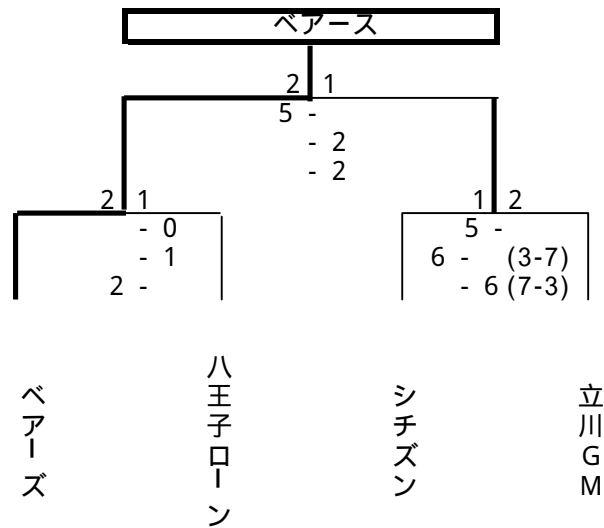 ベアース
2 1
5 -
- 2
- 2
2 1
- 0
- 1
2 -
1 2
5 -
6 - (3-7)
- 6 (7-3)
ベアーズ
八王子ローン
シチズン
立川GM